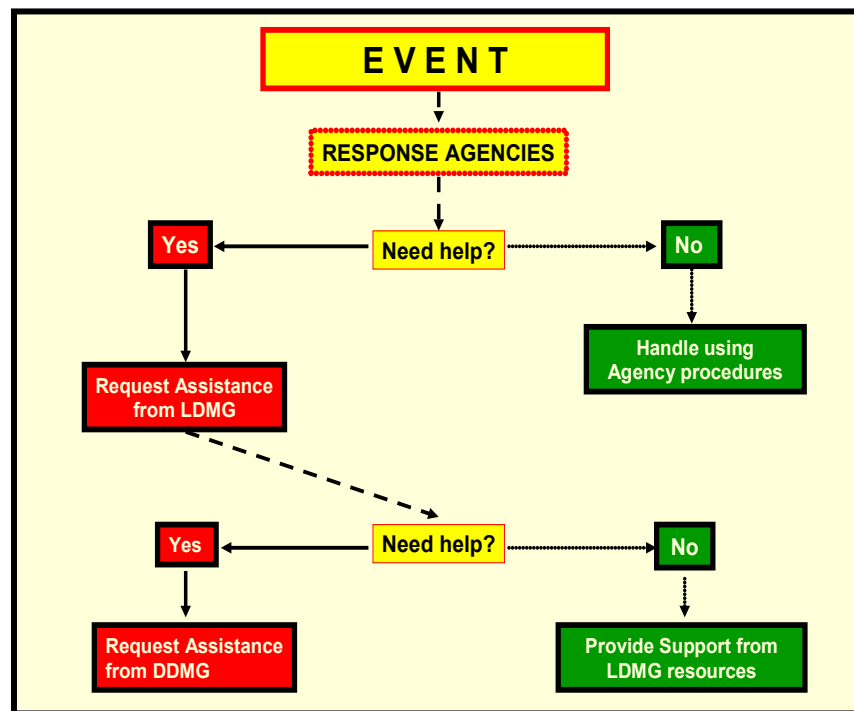 E V E N T
RESPONSE AGENCIES
Yes
Need help?
No
Handle using
Agency procedures
Request Assistance
from LDMG
Yes
Need help?
No
Request Assistance
from DDMG
Provide Support from
LDMG resources